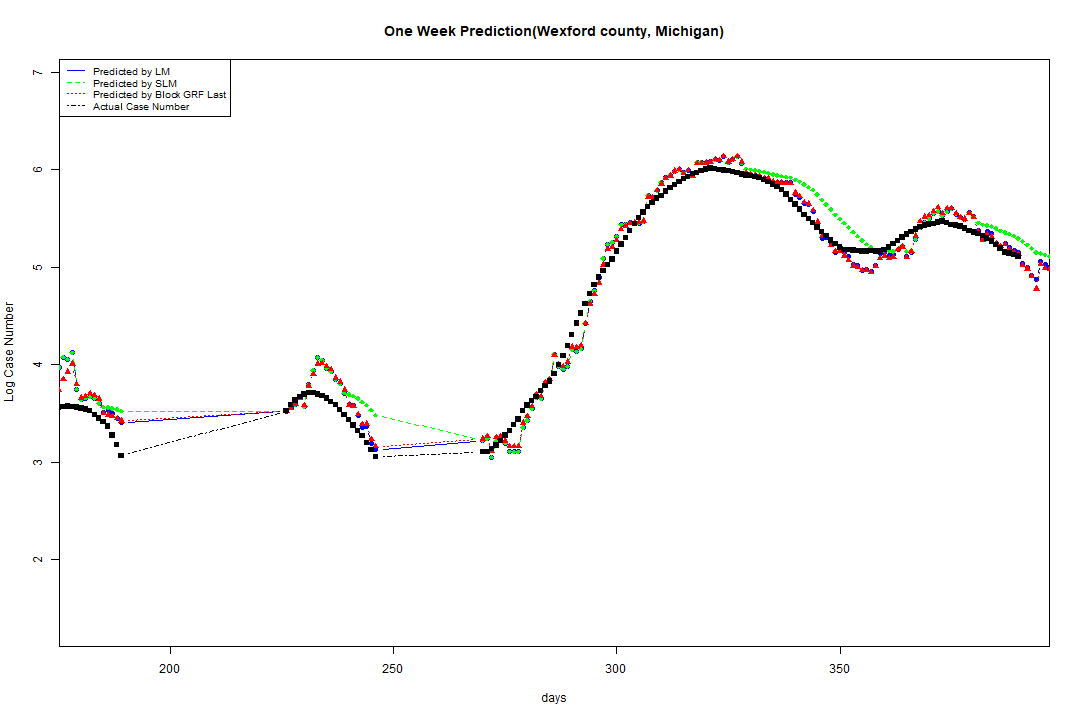 One Week Prediction(Wexford county, Michigan)
Predicted by LM
Predicted by SLM
Predicted by Block GRF Last
Actual Case Number
7
6
5
4
3
2
Log Case Number
200 250 300 350
days